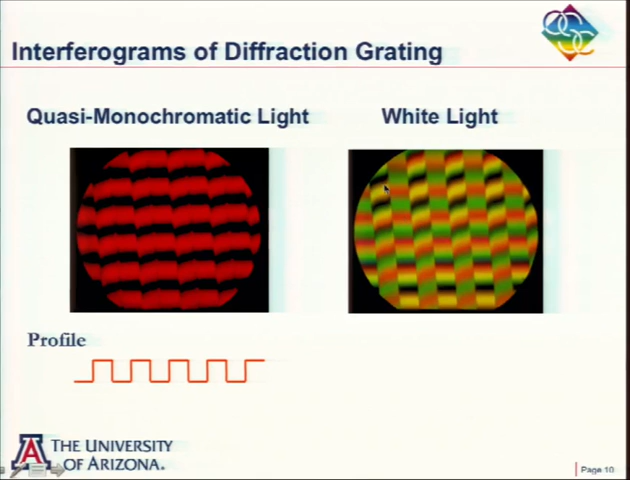 Interferograms of Diffraction Grating
Quasi-Monochromatic Light
White Light
Profile
THE UNIVERSITY
OF ARIZONA.
Page 10